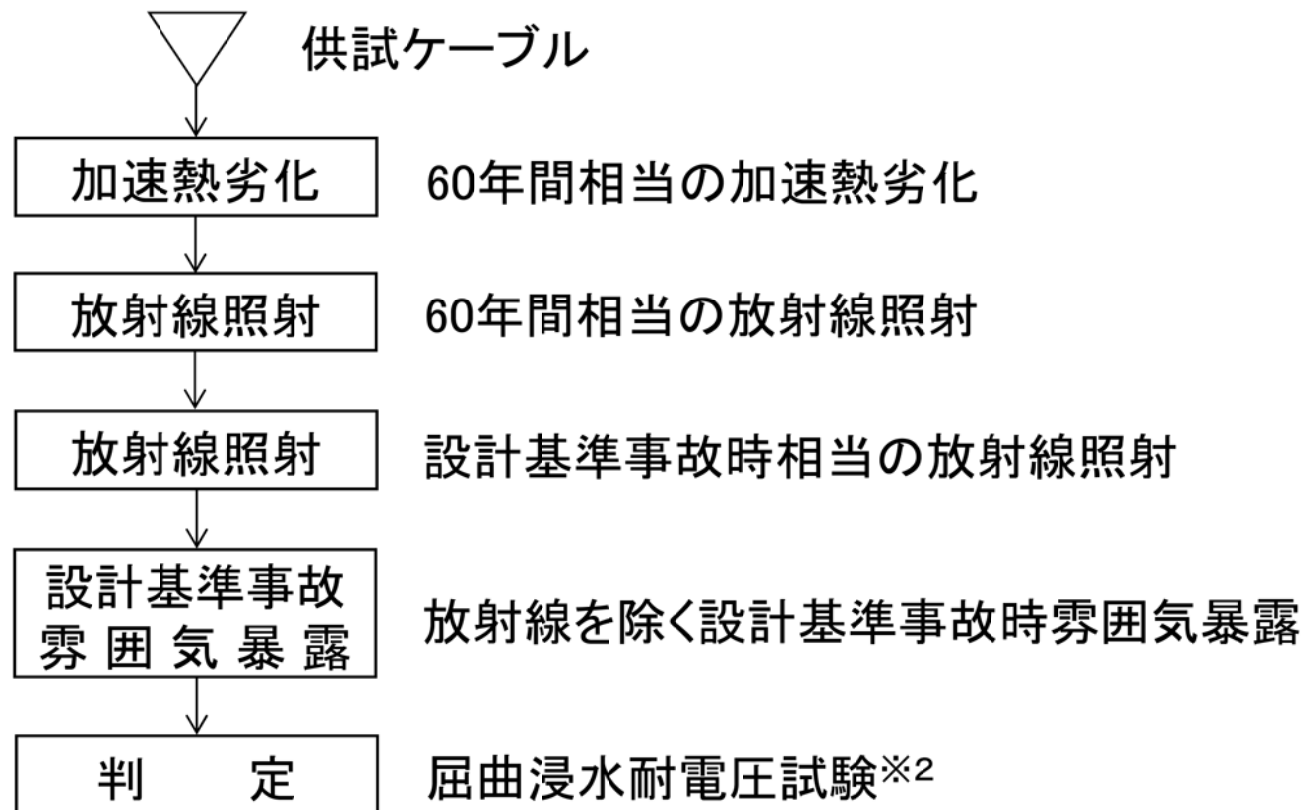 供試ケーブル
加速熱劣化 60年間相当の加速熱劣化
放射線照射 60年間相当の放射線照射
放射線照射 設計基準事故時相当の放射線照射
設計基準事故
雰囲気暴露 放射線を除く設計基準事故時雰囲気暴露
判 定 屈曲浸水耐電圧試験※2